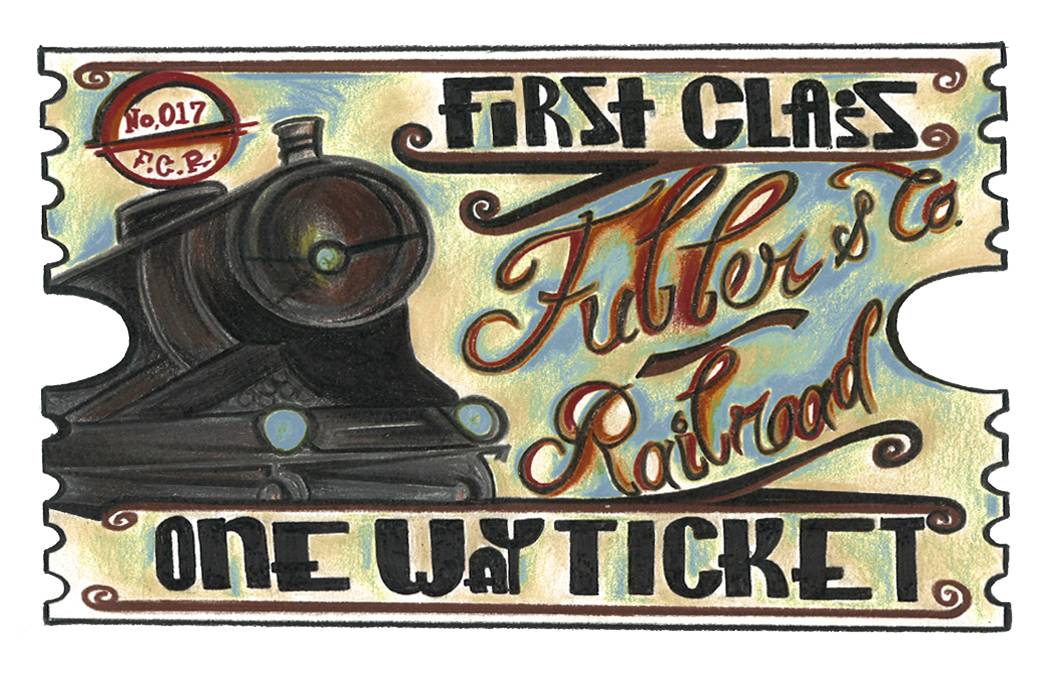 No,017
F.C.R.
FiRSt CLAsS
Fuller & Co.
Railroad
ONE WAY TICKET